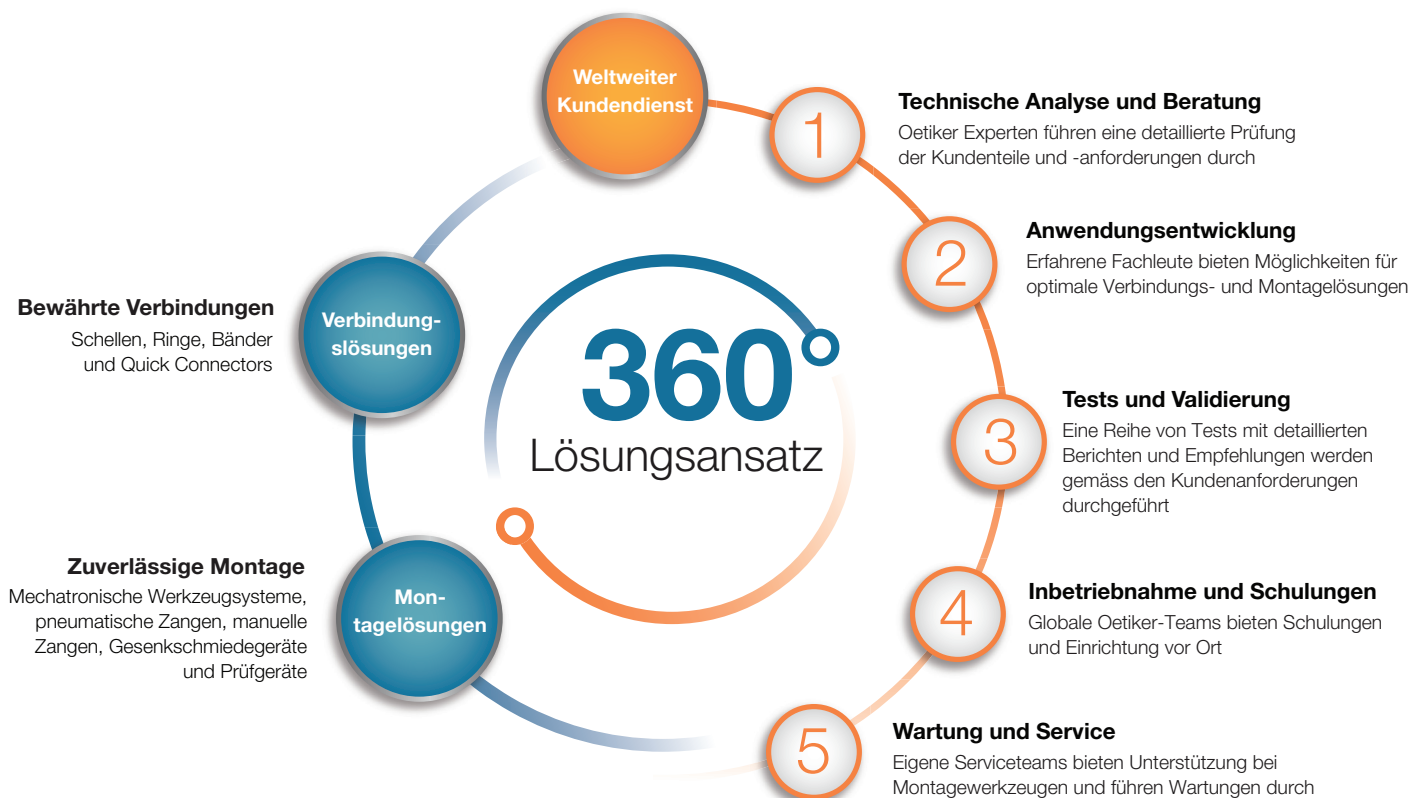 Weltweiter
Kundendienst
1
Technische Analyse und Beratung
Oetiker Experten führen eine detaillierte Prüfung
der Kundenteile und -anforderungen durch
2
Anwendungsentwicklung
Erfahrene Fachleute bieten Möglichkeiten für
optimale Verbindungs- und Montagelösungen
3
Tests und Validierung
Eine Reihe von Tests mit detaillierten
Berichten und Empfehlungen werden
gemäss den Kundenanforderungen
durchgeführt
4
Inbetriebnahme und Schulungen
Globale Oetiker-Teams bieten Schulungen
und Einrichtung vor Ort
5
Wartung und Service
Eigene Serviceteams bieten Unterstützung bei
Montagewerkzeugen und führen Wartungen durch
360°
Lösungsansatz
Verbindung-
slösungen
Bewährte Verbindungen
Schellen, Ringe, Bänder
und Quick Connectors
Mon-
tagelösungen
Zuverlässige Montage
Mechatronische Werkzeugsysteme,
pneumatische Zangen, manuelle
Zangen, Gesenkschmiedegeräte
und Prüfgeräte